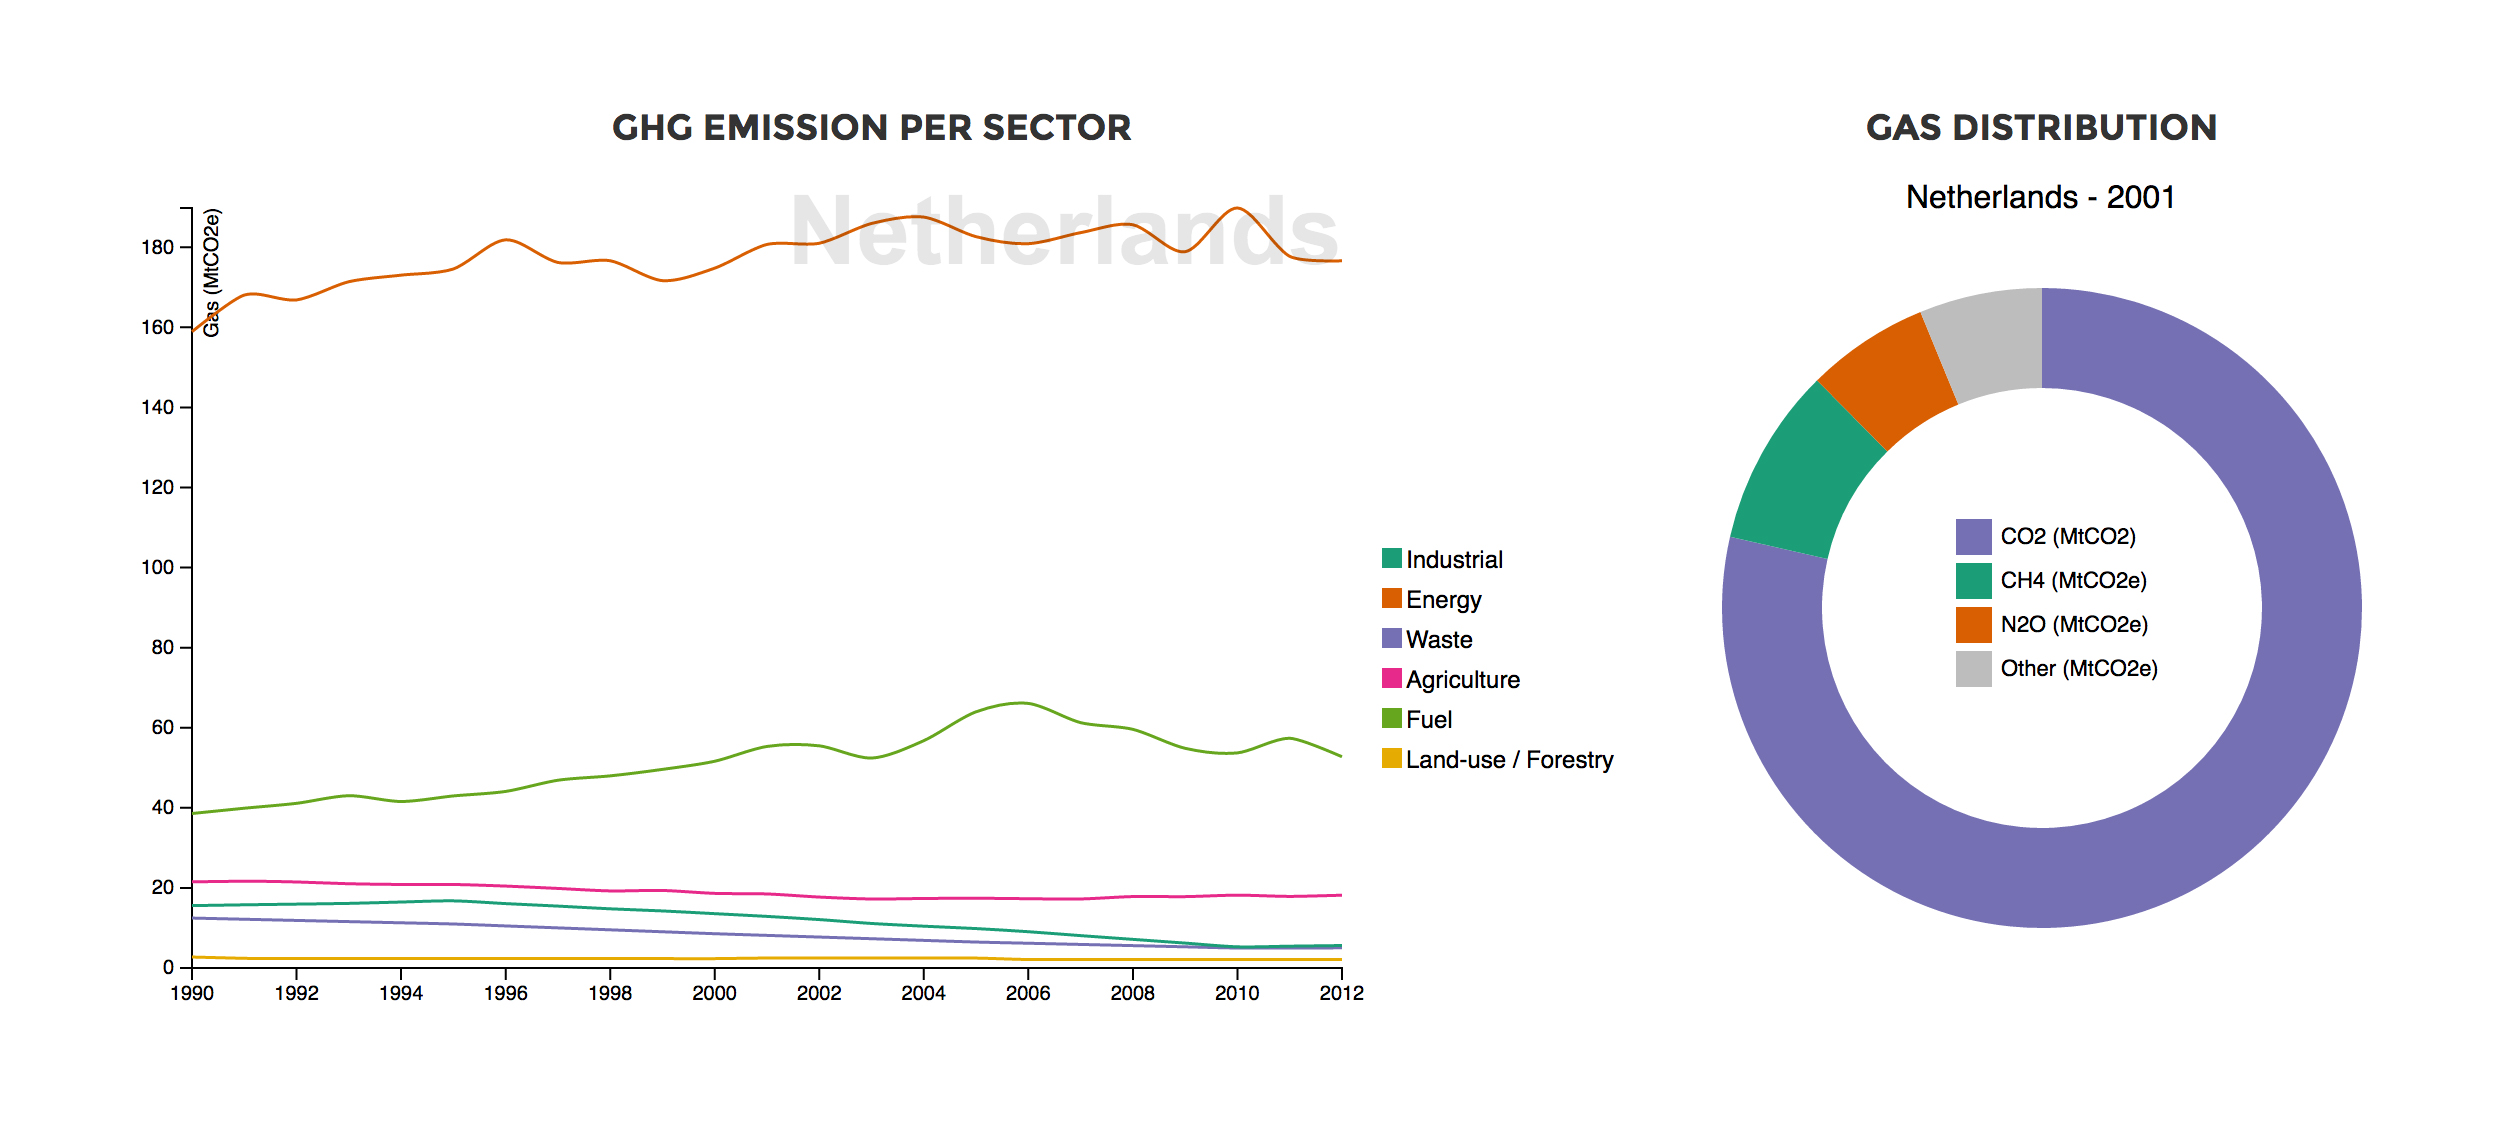 GHG EMISSION PER SECTOR
Netherlands
Gas (MtCO2e)
180
160
140
120
100
80
60
40
20
0
1990 1992 1994 1996 1998 2000 2002 2004 2006 2008 2010 2012
Industrial
Energy
Waste
Agriculture
Fuel
Land-use / Forestry
GAS DISTRIBUTION
Netherlands - 2001
CO2 (MtCO2)
CH4 (MtCO2e)
N2O (MtCO2e)
Other (MtCO2e)